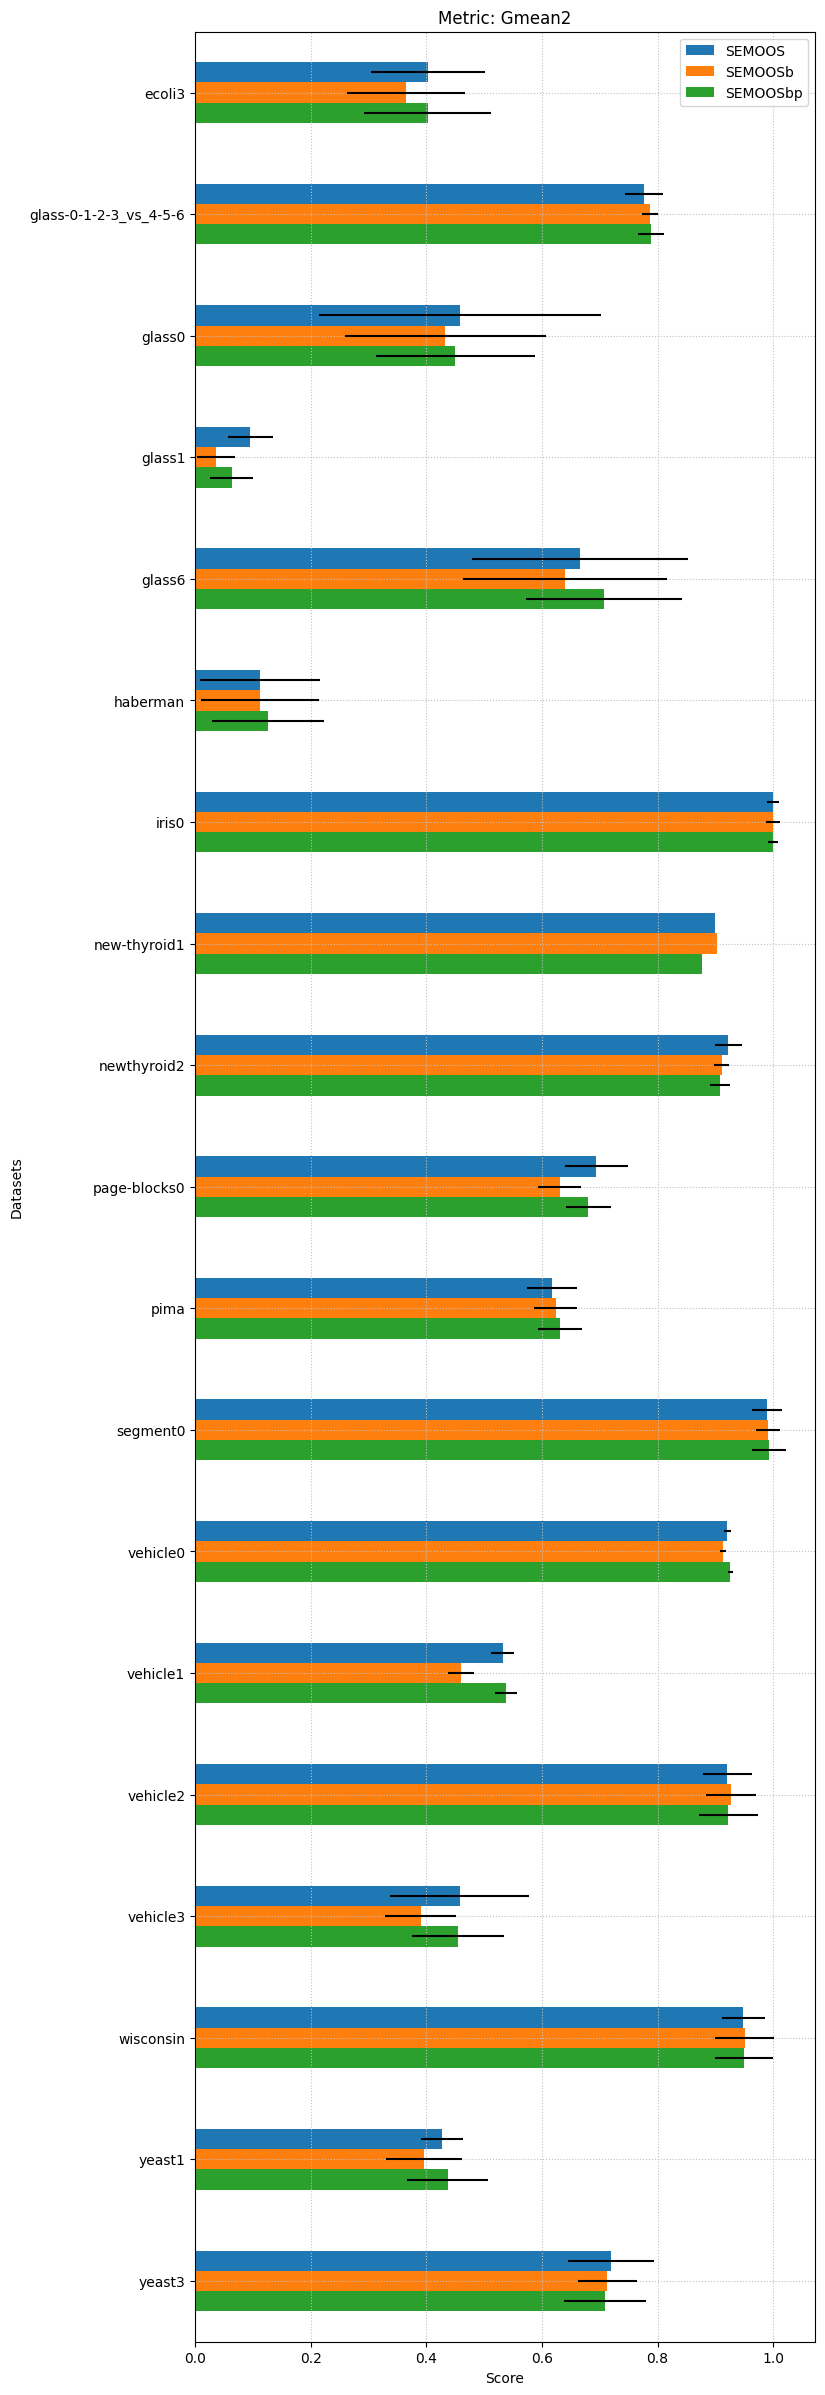 Metric: Gmean2
SEMOOS
SEMOOSb
SEMOOSbp
ecoli3
glass-0-1-2-3_vs_4-5-6
glass0
glass1
glass6
haberman
iris0
new-thyroid1
newthyroid2
page-blocks0
pima
segment0
vehicle0
vehicle1
vehicle2
vehicle3
wisconsin
yeast1
yeast3
Datasets
0.0 0.2 0.4 0.6 0.8 1.0
Score